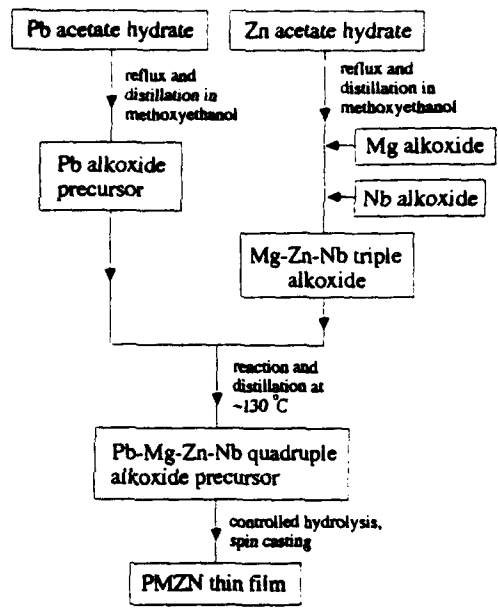 Pb acetate hydrate
Zn acetate hydrate
reflux and
distillation in
methoxyethanol
reflux and
distillation in
methoxyethanol
Mg alkoxide
Pb alkoxide
precursor
Nb alkoxide
Mg-Zn-Nb triple
alkoxide
reaction and
distillation at
~130 °C
Pb-Mg-Zn-Nb quadruple
alkoxide precursor
controlled hydrolysis,
spin casting
PMZN thin film